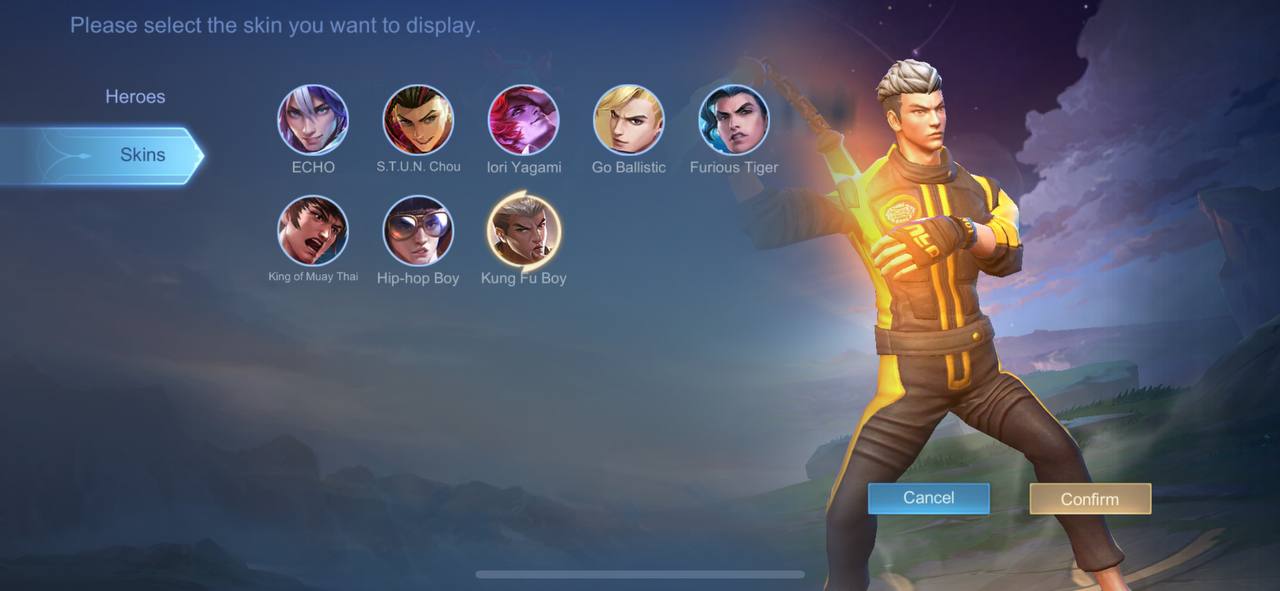 Please select the skin you want to display.
Heroes
Skins
ECHO
S.T.U.N. Chou
Iori Yagami
Go Ballistic
Furious Tiger
King of Muay Thai
Hip-hop Boy
Kung Fu Boy
Cancel
Confirm